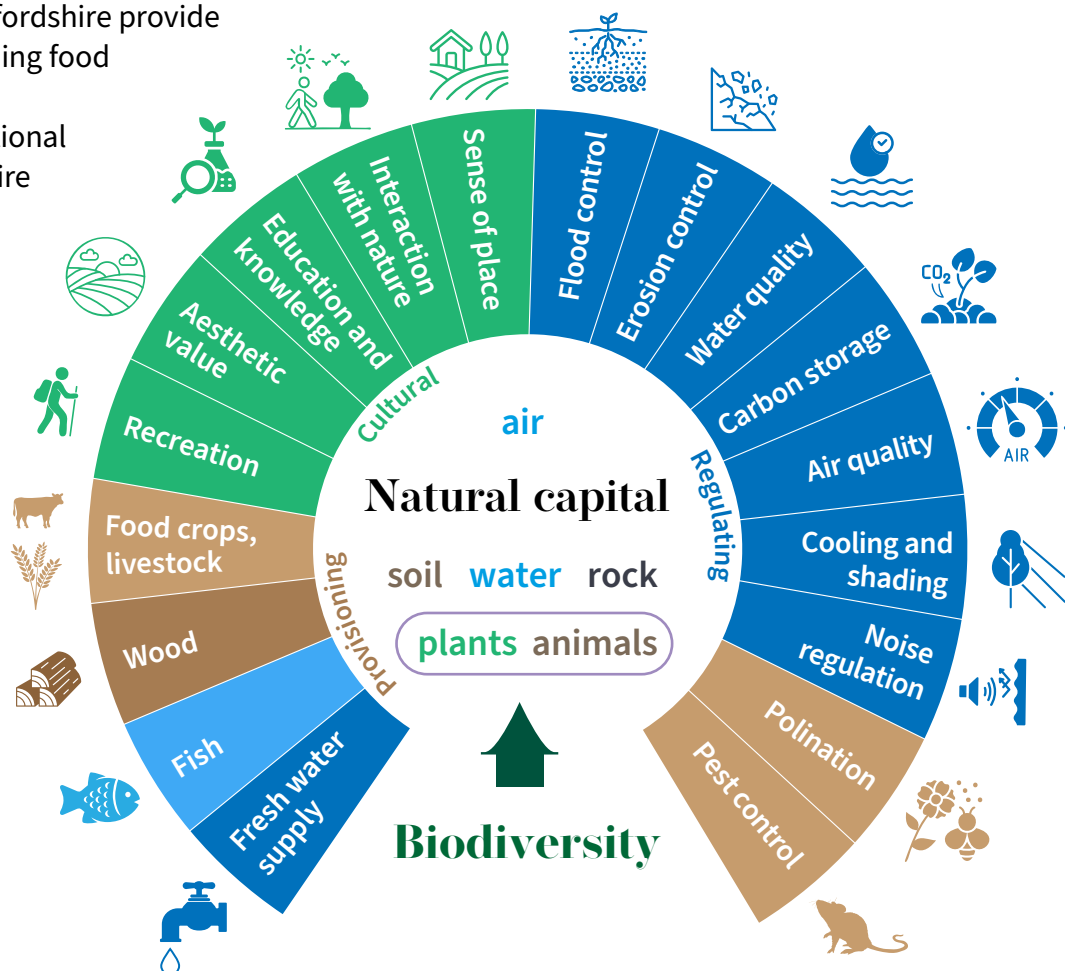 fordshire provide
ing food
tional
ire
Sense of place
Interaction
with nature
Education and
knowledge
Aesthetic
value
Recreation
Food crops,
livestock
Wood
Fish
Fresh water
supply
Flood control
Erosion control
Water quality
Carbon storage
Air quality
Cooling and
shading
Noise
regulation
Polination
Pest control
CO₂
AIR
Cultural
Regulating
Provisioning
air
Natural capital
soil water rock
plants animals
Biodiversity